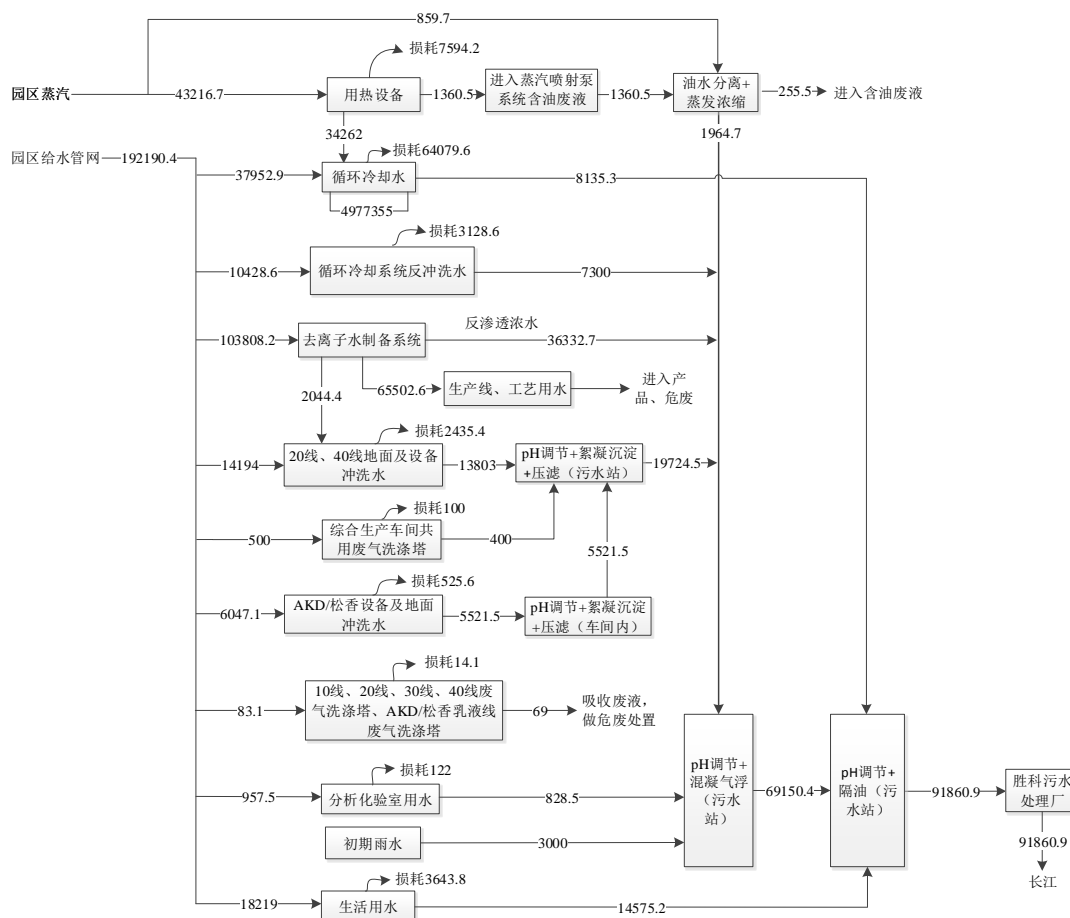 859.7
损耗7594.2
园区蒸汽
43216.7
用热设备
1360.5
进入蒸汽喷射泵
系统含油废液
1360.5
油水分离+
蒸发浓缩
255.5
进入含油废液
34262
1964.7
园区给水管网
192190.4
损耗64079.6
37952.9
循环冷却水
8135.3
4977355
损耗3128.6
10428.6
循环冷却系统反冲洗水
7300
反渗透浓水
103808.2
去离子水制备系统
36332.7
2044.4
65502.6
生产线、工艺用水
进入产
品、危废
损耗2435.4
14194
20线、40线地面及设备
冲洗水
13803
pH调节+絮凝沉淀
+压滤（污水站）
19724.5
损耗100
500
综合生产车间共
用废气洗涤塔
400
5521.5
损耗525.6
6047.1
AKD/松香设备及地面
冲洗水
5521.5
pH调节+絮凝沉淀
+压滤（车间内）
损耗14.1
83.1
10线、20线、30线、40线废
气洗涤塔、AKD/松香乳液线
废气洗涤塔
69
吸收废液，
做危废处置
损耗122
957.5
分析化验室用水
828.5
pH调节+
混凝气浮
（污水
站）
69150.4
pH调节+
隔油（污
水站）
91860.9
胜科污水
处理厂
91860.9
长江
初期雨水
3000
损耗3643.8
18219
生活用水
14575.2